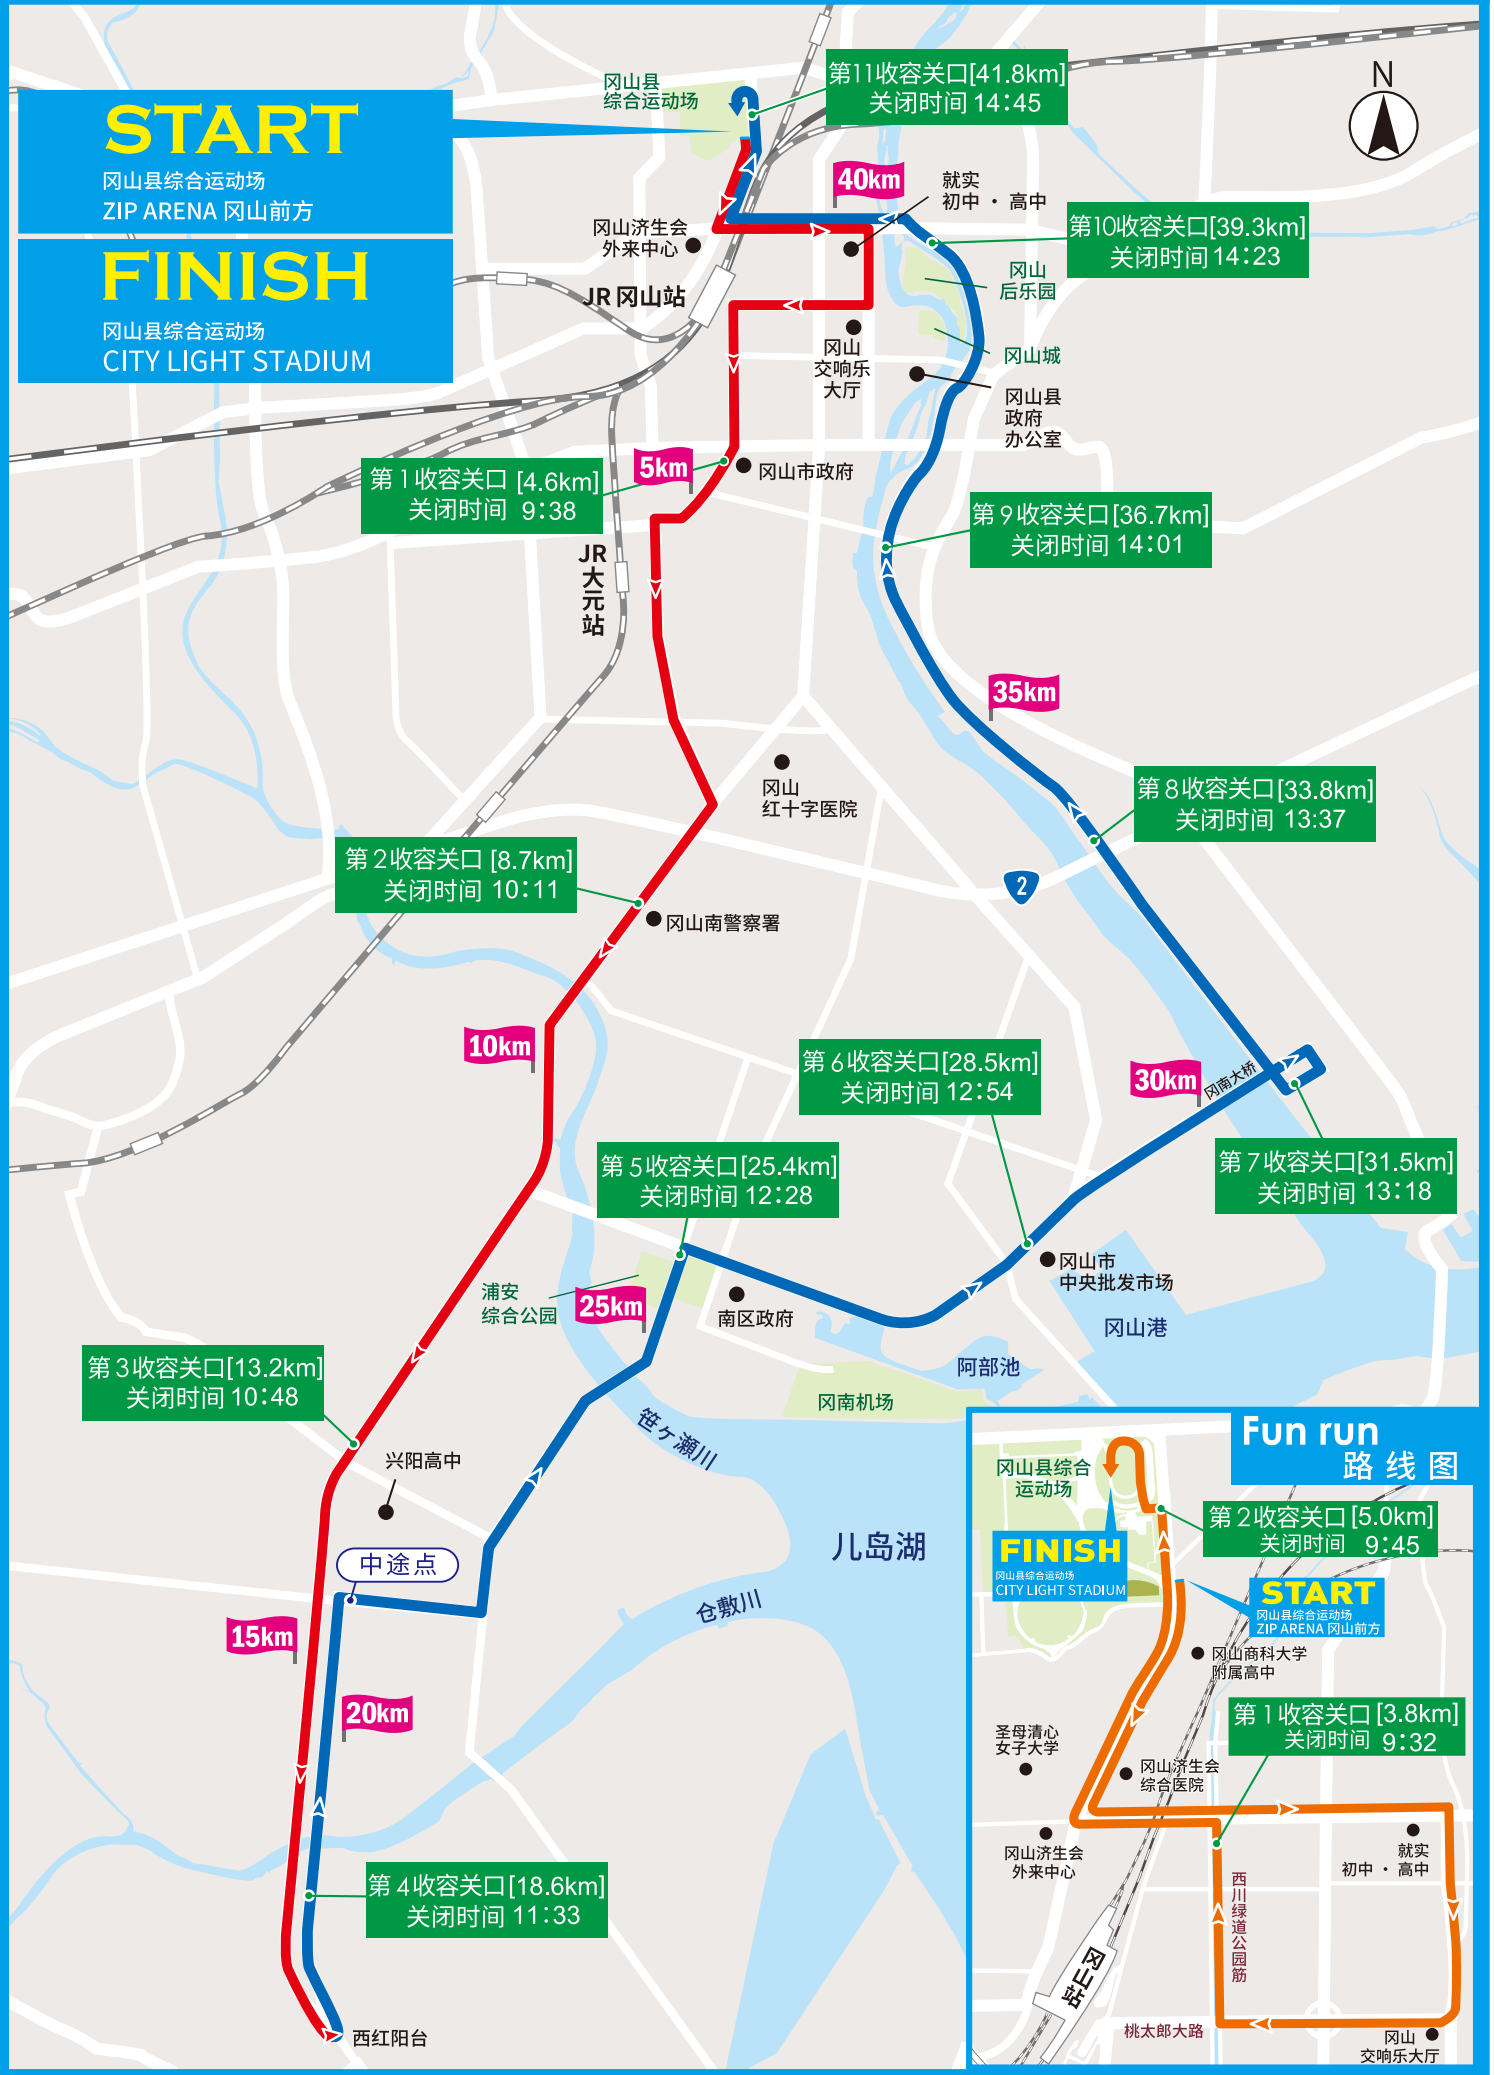 START
冈山县综合运动场
ZIP ARENA 冈山前方
FINISH
冈山县综合运动场
CITY LIGHT STADIUM
冈山县
综合运动场
第11收容关口[41.8km]
关闭时间 14:45
N
40km
就实
初中 · 高中
第10收容关口[39.3km]
关闭时间 14:23
冈山济生会
外来中心
JR 冈山站
冈山
后乐园
冈山城
冈山
交响乐
大厅
冈山县
政府
办公室
5km
冈山市政府
第 1 收容关口 [4.6km]
关闭时间 9:38
第 9 收容关口[36.7km]
关闭时间 14:01
JR
大
元
站
35km
冈山
红十字医院
第 8 收容关口[33.8km]
关闭时间 13:37
第 2 收容关口 [8.7km]
关闭时间 10:11
2
冈山南警察署
10km
第 6 收容关口[28.5km]
关闭时间 12:54
30km
冈南大桥
第 5 收容关口[25.4km]
关闭时间 12:28
第 7 收容关口[31.5km]
关闭时间 13:18
冈山市
中央批发市场
浦安
综合公园
25km
南区政府
冈山港
阿部池
第 3 收容关口[13.2km]
关闭时间 10:48
冈南机场
笹ヶ瀬川
兴阳高中
中途点
儿岛湖
仓敷川
15km
20km
第 4 收容关口[18.6km]
关闭时间 11:33
西红阳台
Fun run
路 线 图
冈山县综合
运动场
第 2 收容关口 [5.0km]
关闭时间 9:45
FINISH
冈山县综合运动场
CITY LIGHT STADIUM
START
冈山县综合运动场
ZIP ARENA 冈山前方
冈山商科大学
附属高中
第 1 收容关口 [3.8km]
关闭时间 9:32
圣母清心
女子大学
冈山济生会
综合医院
冈山济生会
外来中心
就实
初中 · 高中
西川绿道公园筋
冈山站
桃太郎大路
冈山
交响乐大厅